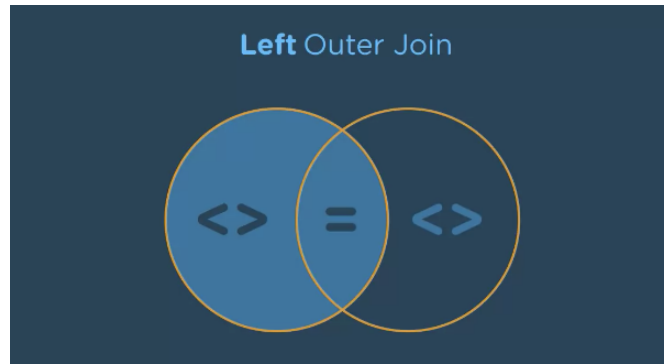 Left Outer Join
<> = <>